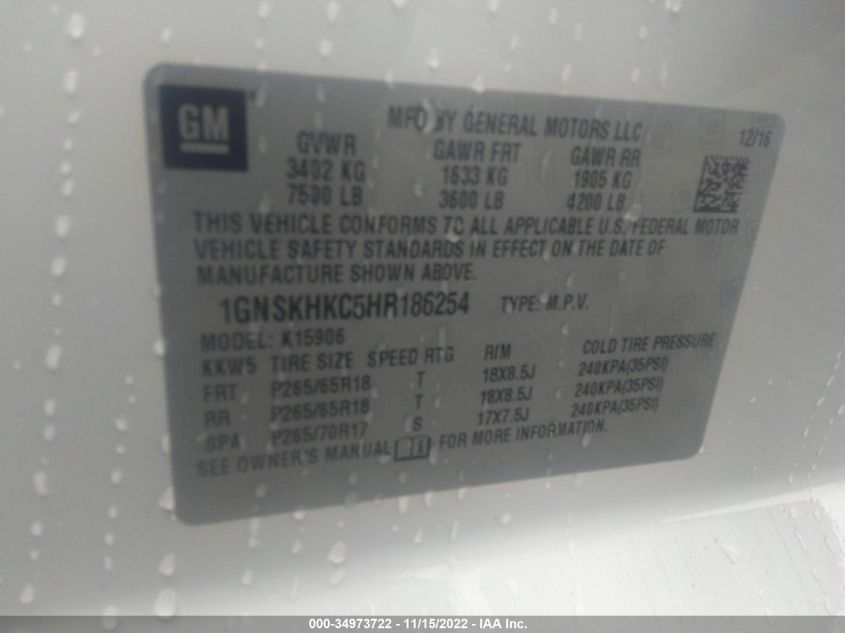 GM
MFD BY GENERAL MOTORS LLC
12/16
GVWR GAWR FRT GAWR RR
3402 KG 1633 KG 1905 KG
7500 LB 3600 LB 4200 LB
THIS VEHICLE CONFORMS TO ALL APPLICABLE U.S. FEDERAL MOTOR
VEHICLE SAFETY STANDARDS IN EFFECT ON THE DATE OF
MANUFACTURE SHOWN ABOVE.
1GNSKHKC5HR186254 TYPE: M.P.V.
MODEL: K15906
KKW5 TIRE SIZE SPEED RTG RIM COLD TIRE PRESSURE
FRT P265/65R18 T 18X8.5J 240KPA(35PSI)
RR P265/65R18 T 18X8.5J 240KPA(35PSI)
SPA P265/70R17 S 17X7.5J 240KPA(35PSI)
SEE OWNER'S MANUAL FOR MORE INFORMATION.
000-34973722 - 11/15/2022 - IAA Inc.